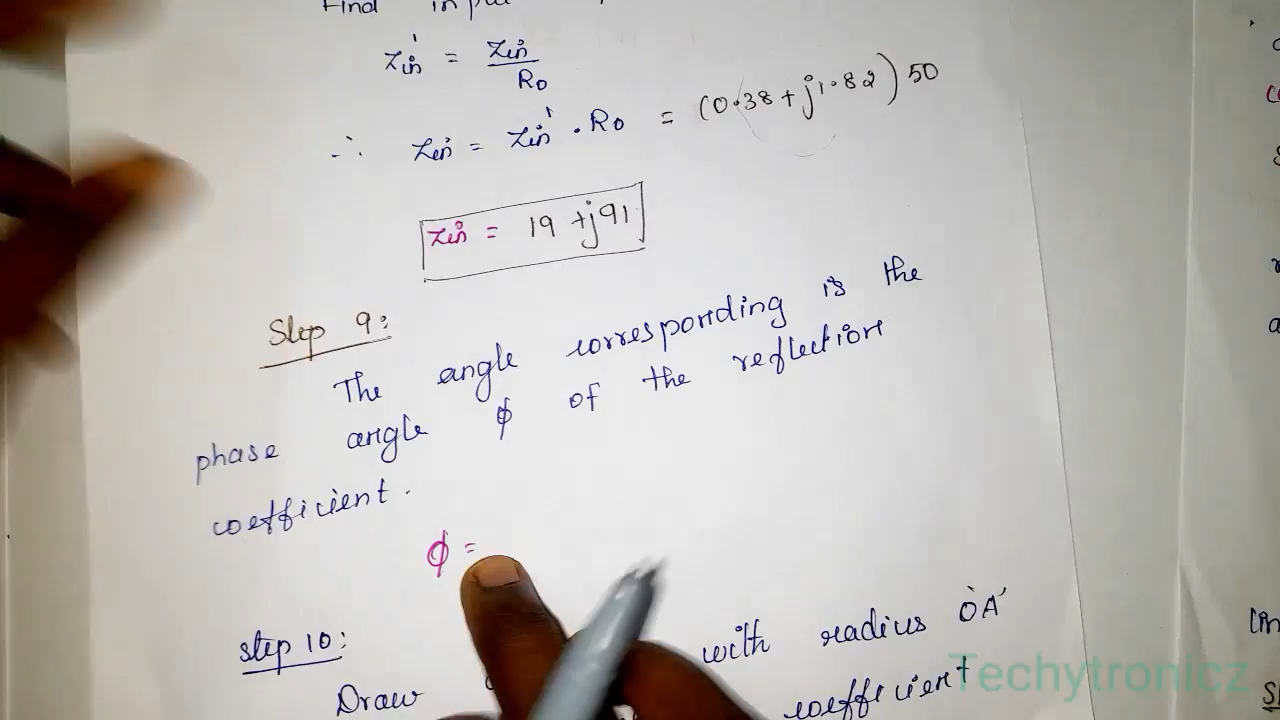 Find
Z'in = Zin / R0
∴ Zin = Z'in . R0 = (0.38 + j1.82) 50
Zin = 19 + j91
Step 9:
The angle corresponding is the
phase angle ϕ of the reflection
coefficient.
ϕ =
step 10:
Draw with radius OA'
coefficient
Techytronicz